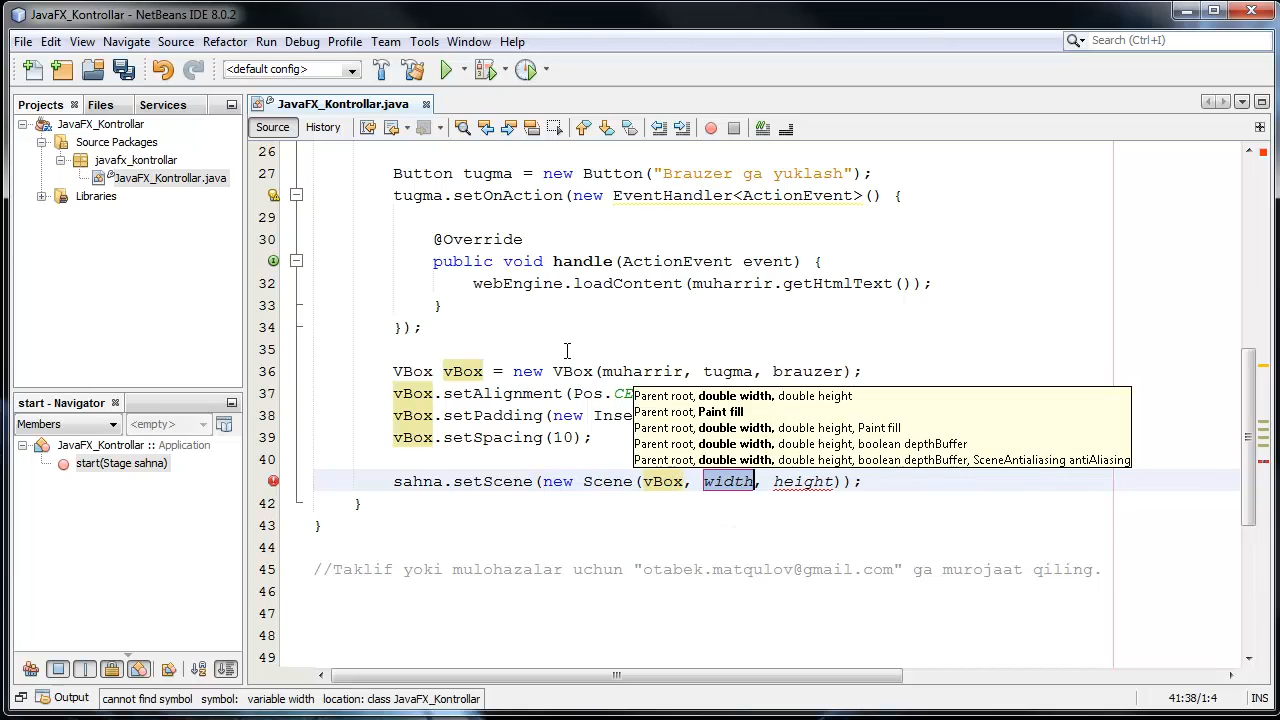 JavaFX_Kontrollar - NetBeans IDE 8.0.2
File Edit View Navigate Source Refactor Run Debug Profile Team Tools Window Help
Search (Ctrl+I)
<default config>
Projects Files Services
JavaFX_Kontrollar.java
JavaFX_Kontrollar
Source Packages
javafx_kontrollar
JavaFX_Kontrollar.java
Libraries
Source History
26
27 Button tugma = new Button("Brauzer ga yuklash");
tugma.setOnAction(new EventHandler<ActionEvent>() {
29
30 @Override
public void handle(ActionEvent event) {
32 webEngine.loadContent(muharrir.getHtmlText());
33 }
34 });
35
36 VBox vBox = new VBox(muharrir, tugma, brauzer);
37 vBox.setAlignment(Pos.CE
38 vBox.setPadding(new Inse
39 vBox.setSpacing(10);
40
sahna.setScene(new Scene(vBox, width, height));
42 }
43 }
44
45 //Taklif yoki mulohazalar uchun "otabek.matqulov@gmail.com" ga murojaat qiling.
46
47
48
49
Parent root, double width, double height
Parent root, Paint fill
Parent root, double width, double height, Paint fill
Parent root, double width, double height, boolean depthBuffer
Parent root, double width, double height, boolean depthBuffer, SceneAntialiasing antiAliasing
start - Navigator
Members
<empty>
JavaFX_Kontrollar :: Application
start(Stage sahna)
Output
cannot find symbol symbol: variable width location: class JavaFX_Kontrollar
41:38/1:4
INS